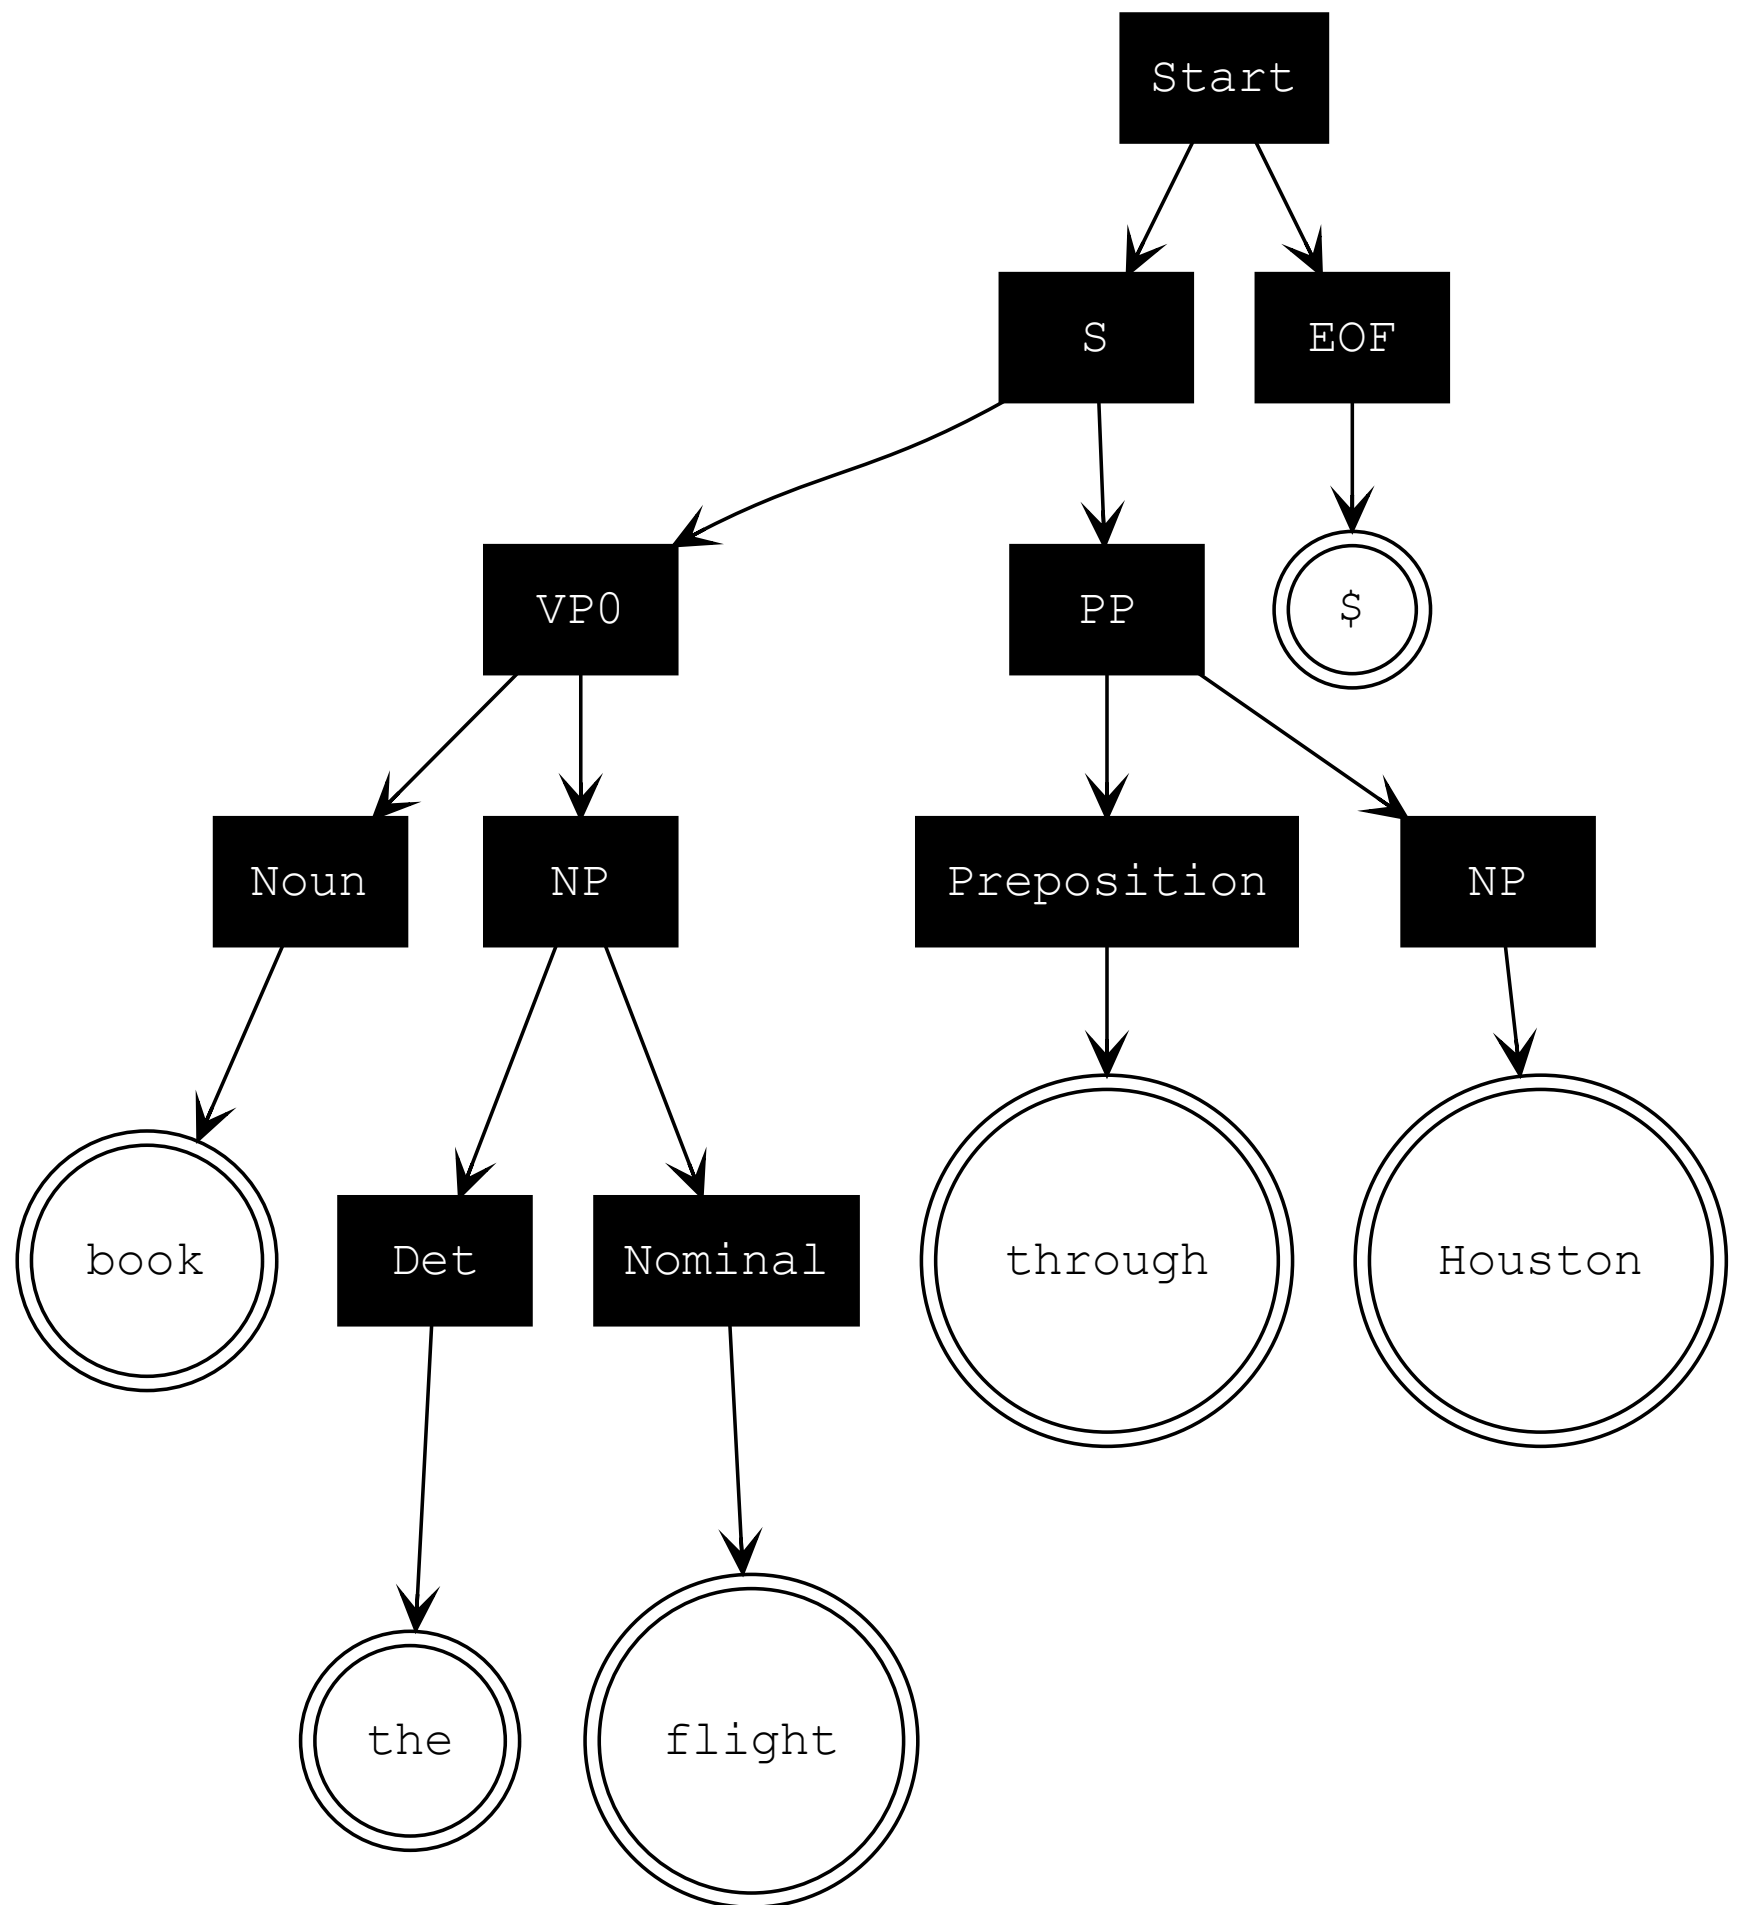 Start
S
EOF
VP0
PP
$
Noun
NP
Preposition
NP
book
Det
Nominal
through
Houston
the
flight